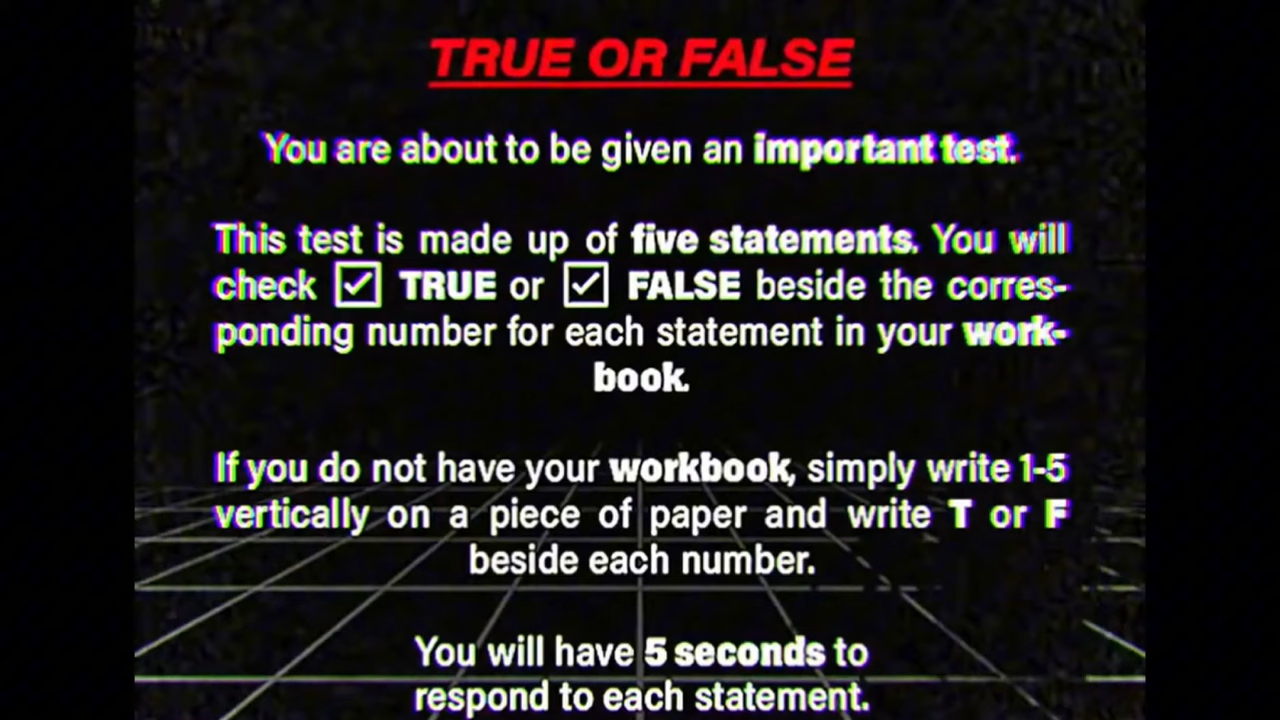 TRUE OR FALSE
You are about to be given an important test.
This test is made up of five statements. You will
check ☑ TRUE or ☑ FALSE beside the corres-
ponding number for each statement in your work-
book.
If you do not have your workbook, simply write 1-5
vertically on a piece of paper and write T or F
beside each number.
You will have 5 seconds to
respond to each statement.